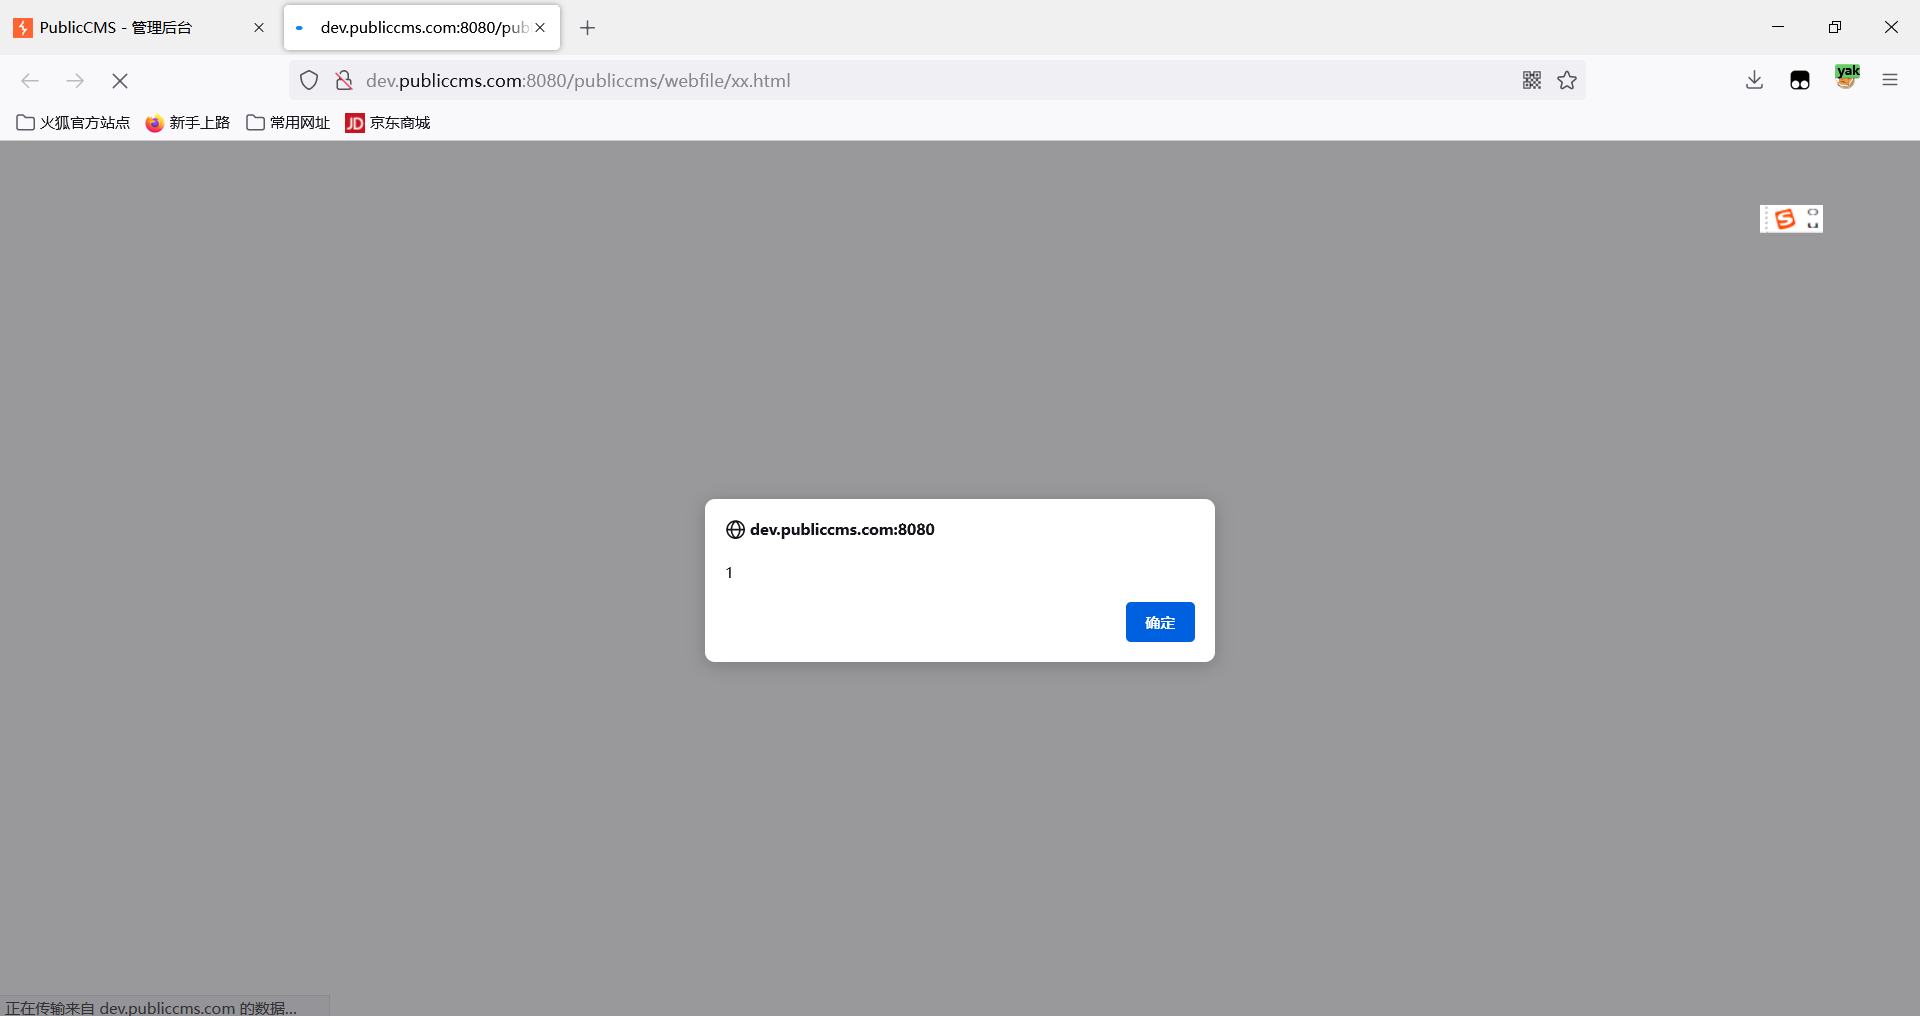 PublicCMS - 管理后台
dev.publiccms.com:8080/pub
dev.publiccms.com:8080/publiccms/webfile/xx.html
yak
火狐官方站点 新手上路 常用网址 JD 京东商城
S
dev.publiccms.com:8080
1
确定
正在传输来自 dev.publiccms.com 的数据...